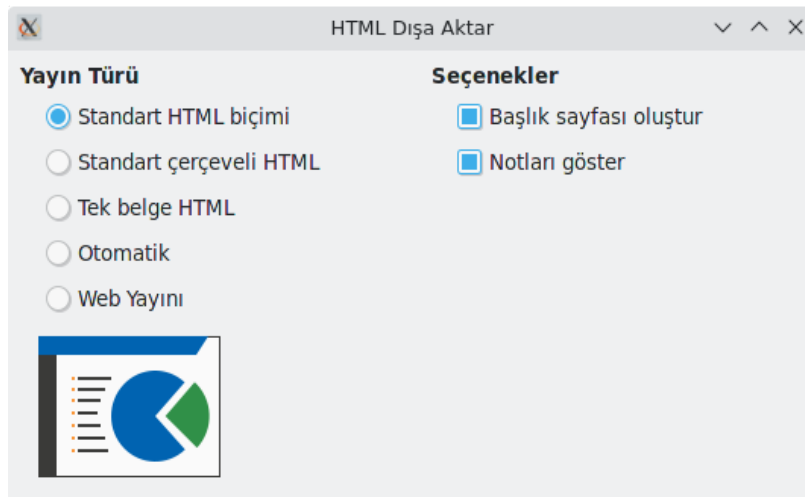 HTML Dışa Aktar
Yayın Türü
Standart HTML biçimi
Standart çerçeveli HTML
Tek belge HTML
Otomatik
Web Yayını
Seçenekler
Başlık sayfası oluştur
Notları göster